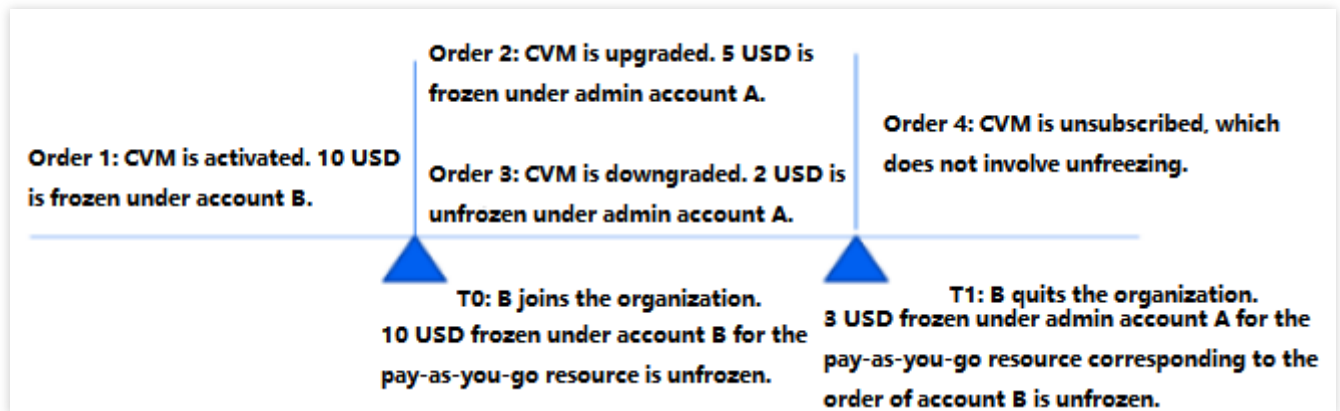 Order 1: CVM is activated. 10 USD
is frozen under account B.
Order 2: CVM is upgraded. 5 USD is
frozen under admin account A.
Order 3: CVM is downgraded. 2 USD is
unfrozen under admin account A.
Order 4: CVM is unsubscribed, which
does not involve unfreezing.
T0: B joins the organization.
10 USD frozen under account B for the
pay-as-you-go resource is unfrozen.
T1: B quits the organization.
3 USD frozen under admin account A for the
pay-as-you-go resource corresponding to the
order of account B is unfrozen.